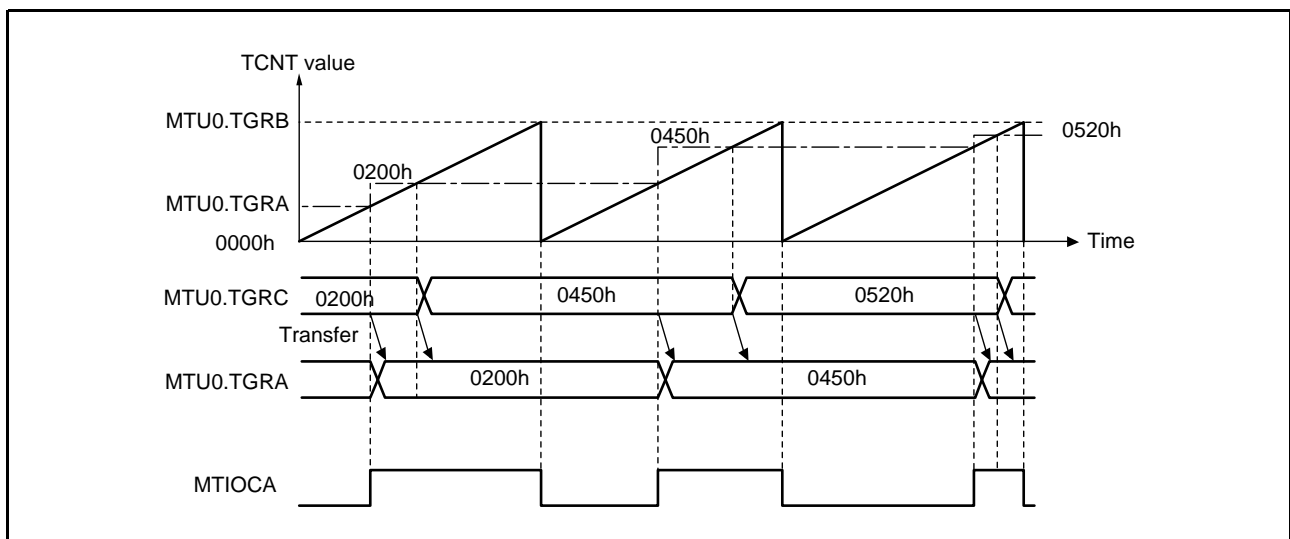 TCNT value
MTU0.TGRB
0450h
0520h
0200h
MTU0.TGRA
0000h
Time
MTU0.TGRC
0200h
0450h
0520h
Transfer
MTU0.TGRA
0200h
0450h
MTIOCA